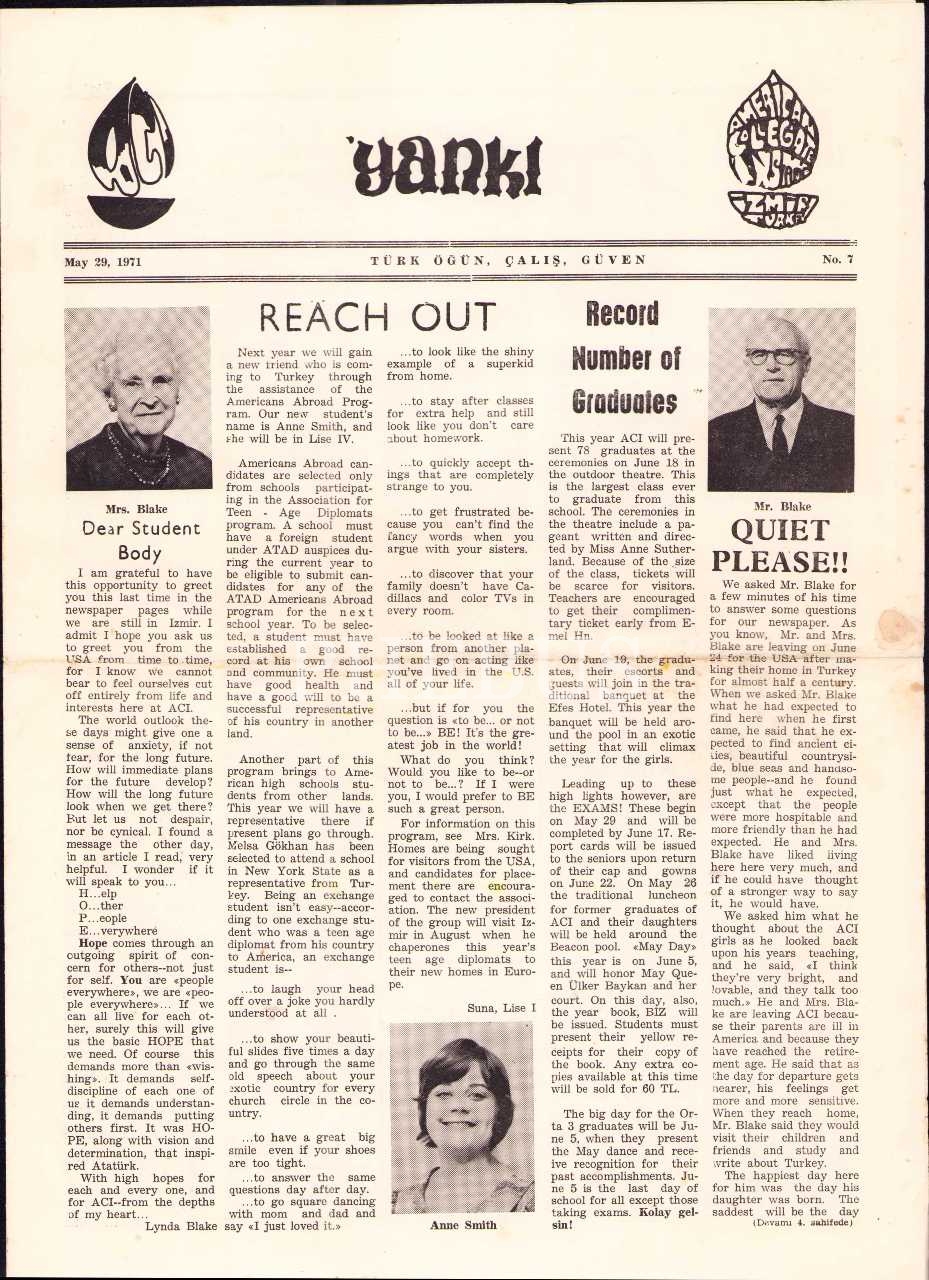 ACI
'yankı
AMERICAN
COLLEGIATE
INST.
İZMİR
TURKEY
May 29, 1971
TÜRK ÖĞÜN, ÇALIŞ, GÜVEN
No. 7
Mrs. Blake
Dear Student
Body
I am grateful to have
this opportunity to greet
you this last time in the
newspaper pages while
we are still in Izmir. I
admit I hope you ask us
to greet you from the
USA from time to time,
for I know we cannot
bear to feel ourselves cut
off entirely from life and
interests here at ACI.
The world outlook the-
se days might give one a
sense of anxiety, if not
fear, for the long future.
How will immediate plans
for the future develop?
How will the long future
look when we get there?
But let us not despair,
nor be cynical. I found a
message the other day,
in an article I read, very
helpful. I wonder if it
will speak to you...
H...elp
O...ther
P...eople
E...verywhere
Hope comes through an
outgoing spirit of con-
cern for others--not just
for self. You are «people
everywhere», we are «peo-
ple everywhere»... If we
can all live for each ot-
her, surely this will give
us the basic HOPE that
we need. Of course this
demands more than «wis-
hing». It demands self-
discipline of each one of
us it demands understan-
ding, it demands putting
others first. It was HO-
PE, along with vision and
determination, that inspi-
red Atatürk.
With high hopes for
each and every one, and
for ACI--from the depths
of my heart...
Lynda Blake
REACH OUT
Next year we will gain
a new friend who is com-
ing to Turkey through
the assistance of the
Americans Abroad Prog-
ram. Our new student's
name is Anne Smith, and
she will be in Lise IV.
Americans Abroad can-
didates are selected only
from schools participat-
ing in the Association for
Teen - Age Diplomats
program. A school must
have a foreign student
under ATAD auspices du-
ring the current year to
be eligible to submit can-
didates for any of the
ATAD Americans Abroad
program for the next
school year. To be selec-
ted, a student must have
established a good re-
cord at his own school
and community. He must
have good health and
have a good will to be a
successful representative
of his country in another
land.
Another part of this
program brings to Ame-
rican high schools stu-
dents from other lands.
This year we will have a
representative there if
present plans go through.
Melsa Gökhan has been
selected to attend a school
in New York State as a
representative from Tur-
key. Being an exchange
student isn't easy--accor-
ding to one exchange stu-
dent who was a teen age
diplomat from his country
to America, an exchange
student is--
...to laugh your head
off over a joke you hardly
understood at all .
...to show your beauti-
ful slides five times a day
and go through the same
old speech about your
exotic country for every
church circle in the co-
untry.
...to have a great big
smile even if your shoes
are too tight.
...to answer the same
questions day after day.
...to go square dancing
with mom and dad and
say «I just loved it.»
...to look like the shiny
example of a superkid
from home.
...to stay after classes
for extra help and still
look like you don't care
about homework.
...to quickly accept th-
ings that are completely
strange to you.
...to get frustrated be-
cause you can't find the
fancy words when you
argue with your sisters.
...to discover that your
family doesn't have Ca-
dillacs and color TVs in
every room.
...to be looked at like a
person from another pla-
net and go on acting like
you've lived in the U.S.
all of your life.
...but if for you the
question is «to be... or not
to be...» BE! It's the gre-
atest job in the world!
What do you think?
Would you like to be--or
not to be...? If I were
you, I would prefer to BE
such a great person.
For information on this
program, see Mrs. Kirk.
Homes are being sought
for visitors from the USA,
and candidates for place-
ment there are encoura-
ged to contact the associ-
ation. The new president
of the group will visit Iz-
mir in August when he
chaperones this year's
teen age diplomats to
their new homes in Euro-
pe.
Suna, Lise I
Anne Smith
Record
Number of
Graduates
This year ACI will pre-
sent 78 graduates at the
ceremonies on June 18 in
the outdoor theatre. This
is the largest class ever
to graduate from this
school. The ceremonies in
the theatre include a pa-
geant written and direc-
ted by Miss Anne Suther-
land. Because of the size
of the class, tickets will
be scarce for visitors.
Teachers are encouraged
to get their complimen-
tary ticket early from E-
mel Hn.
On June 19, the gradu-
ates, their escorts and
guests will join in the tra-
ditional banquet at the
Efes Hotel. This year the
banquet will be held aro-
und the pool in an exotic
setting that will climax
the year for the girls.
Leading up to these
high lights however, are
the EXAMS! These begin
on May 29 and will be
completed by June 17. Re-
port cards will be issued
to the seniors upon return
of their cap and gowns
on June 22. On May 26
the traditional luncheon
for former graduates of
ACI and their daughters
will be held around the
Beacon pool. «May Day»
this year is on June 5,
and will honor May Que-
en Ülker Baykan and her
court. On this day, also,
the year book, BIZ will
be issued. Students must
present their yellow re-
ceipts for their copy of
the book. Any extra co-
pies available at this time
will be sold for 60 TL.
The big day for the Or-
ta 3 graduates will be Ju-
ne 5, when they present
the May dance and rece-
ive recognition for their
past accomplishments. Ju-
ne 5 is the last day of
school for all except those
taking exams. Kolay gel-
sin!
Mr. Blake
QUIET
PLEASE!!
We asked Mr. Blake for
a few minutes of his time
to answer some questions
for our newspaper. As
you know, Mr. and Mrs.
Blake are leaving on June
24 for the USA after ma-
king their home in Turkey
for almost half a century.
When we asked Mr. Blake
what he had expected to
find here when he first
came, he said that he ex-
pected to find ancient ci-
ties, beautiful countrysi-
de, blue seas and handso-
me people--and he found
just what he expected,
except that the people
were more hospitable and
more friendly than he had
expected. He and Mrs.
Blake have liked living
here here very much, and
if he could have thought
of a stronger way to say
it, he would have.
We asked him what he
thought about the ACI
girls as he looked back
upon his years teaching,
and he said, «I think
they're very bright, and
lovable, and they talk too
much.» He and Mrs. Bla-
ke are leaving ACI becau-
se their parents are ill in
America and because they
have reached the retire-
ment age. He said that as
the day for departure gets
nearer, his feelings get
more and more sensitive.
When they reach home,
Mr. Blake said they would
visit their children and
friends and study and
write about Turkey.
The happiest day here
for him was the day his
daughter was born. The
saddest will be the day
(Devamı 4. sahifede)